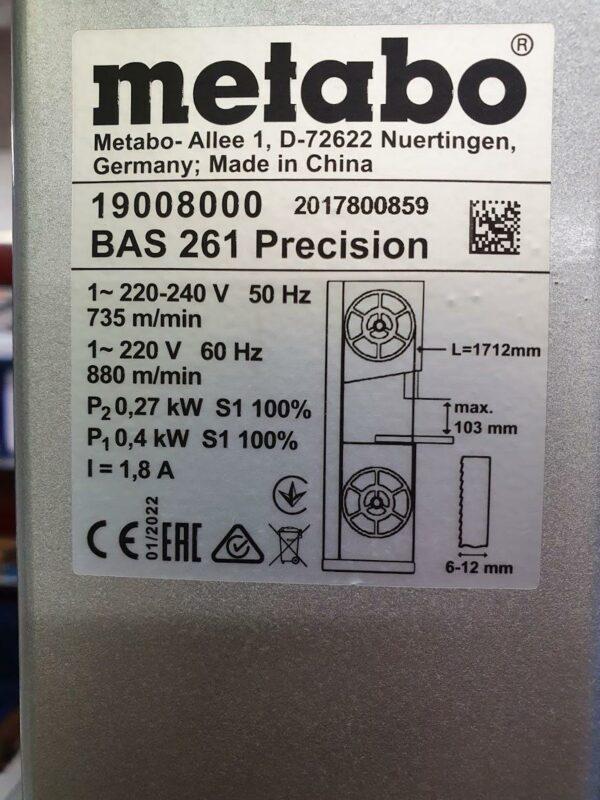 metabo®
Metabo- Allee 1, D-72622 Nuertingen,
Germany; Made in China
19008000 2017800859
BAS 261 Precision
1~ 220-240 V 50 Hz
735 m/min
1~ 220 V 60 Hz
880 m/min
P₂ 0,27 kW S1 100%
P₁ 0,4 kW S1 100%
I = 1,8 A
L=1712mm
max.
103 mm
6-12 mm
CE 01/2022 EAC